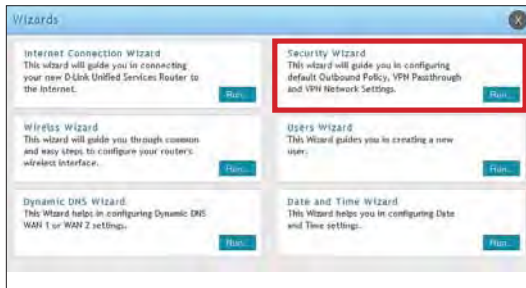 Wizards
Internet Connection Wizard
This wizard will guide you in connecting
your new D-Link Unified Services Router to
the Internet.
Run...
Security Wizard
This wizard will guide you in configuring
default Outbound Policy, VPN Passthrough
and VPN Network Settings.
Run...
Wireless Wizard
This wizard will guide you through common
and easy steps to configure your router's
wireless interface.
Run...
Users Wizard
This Wizard guides you in creating a new
user.
Run...
Dynamic DNS Wizard
This Wizard helps in configuring Dynamic DNS
WAN 1 or WAN 2 settings.
Run...
Date and Time Wizard
This Wizard helps you in configuring Date
and Time settings.
Run...